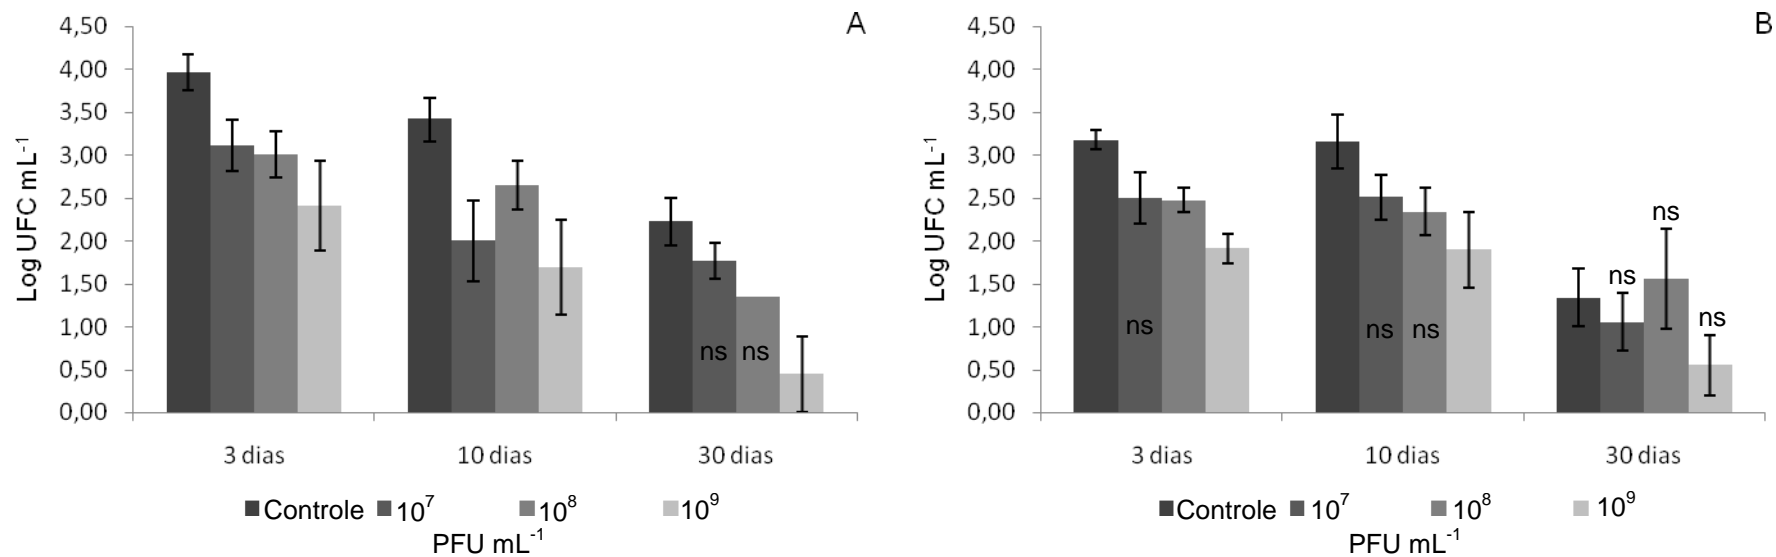 A
4,50
4,00
3,50
3,00
2,50
2,00
1,50
1,00
0,50
0,00
Log UFC mL⁻¹
ns ns
3 dias 10 dias 30 dias
Controle 10⁷ 10⁸ 10⁹
PFU mL⁻¹
B
4,50
4,00
3,50
3,00
2,50
2,00
1,50
1,00
0,50
0,00
Log UFC mL⁻¹
ns
ns
ns
ns
ns ns
3 dias 10 dias 30 dias
Controle 10⁷ 10⁸ 10⁹
PFU mL⁻¹